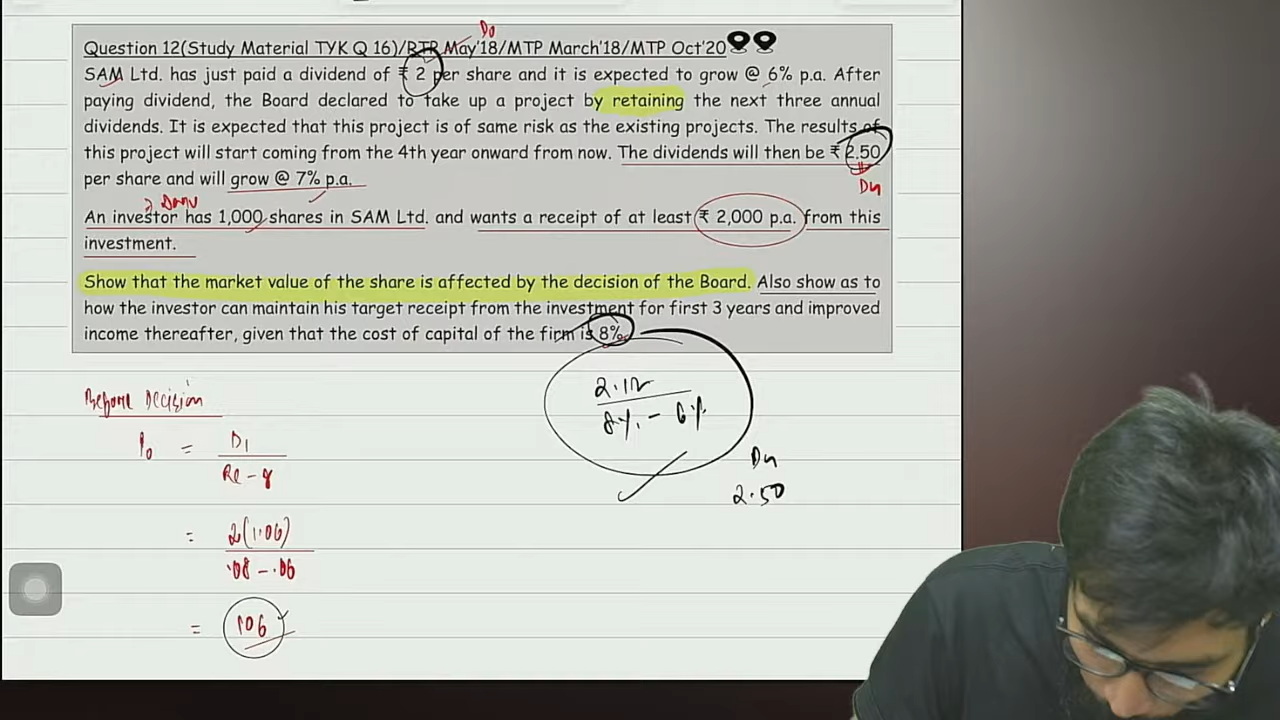 Do
Question 12(Study Material TYK Q 16)/RTP May'18/MTP March'18/MTP Oct'20
SAM Ltd. has just paid a dividend of ₹ 2 per share and it is expected to grow @ 6% p.a. After
paying dividend, the Board declared to take up a project by retaining the next three annual
dividends. It is expected that this project is of same risk as the existing projects. The results of
this project will start coming from the 4th year onward from now. The dividends will then be ₹ 2.50
per share and will grow @ 7% p.a.
D4
An investor has 1,000 shares in SAM Ltd. and wants a receipt of at least ₹ 2,000 p.a. from this
investment.
Show that the market value of the share is affected by the decision of the Board. Also show as to
how the investor can maintain his target receipt from the investment for first 3 years and improved
income thereafter, given that the cost of capital of the firm is 8%.
Before Decision
P0 = D1
Re - g
= 2(1.06)
.08 - .06
= 106
2.12
8% - 6%
D4
2.50